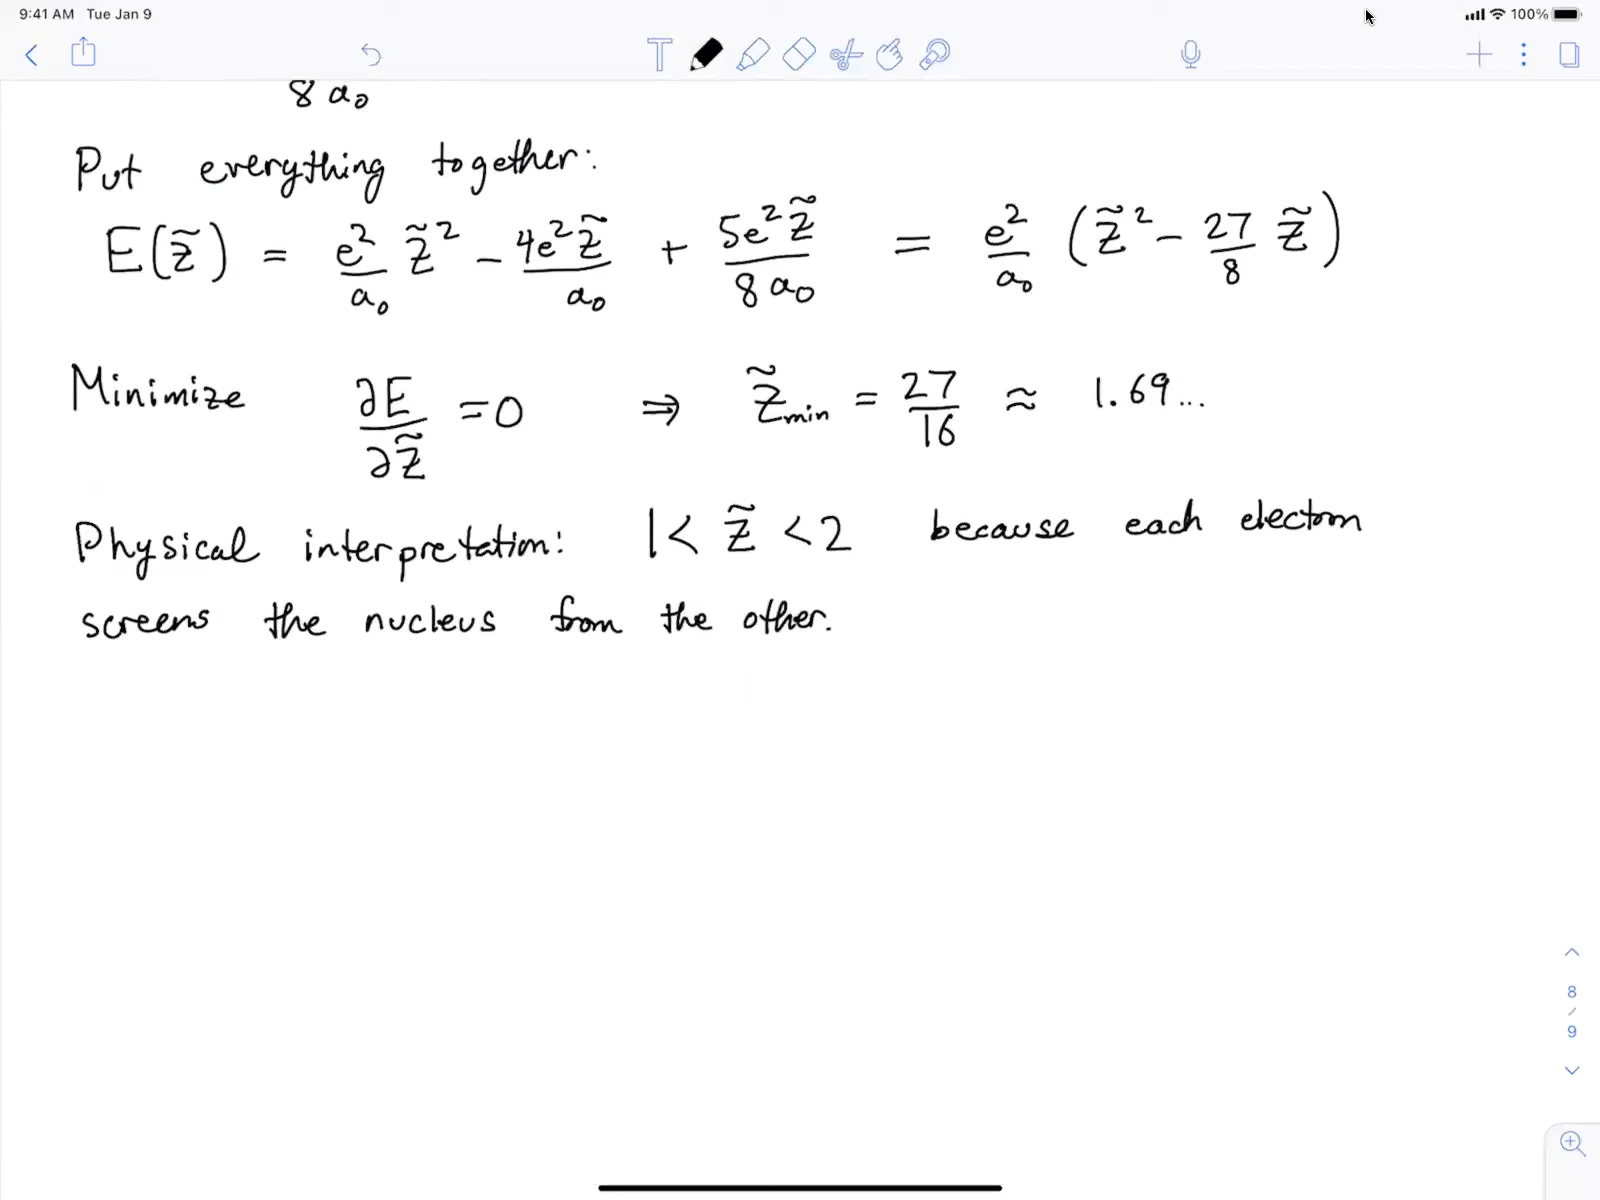 9:41 AM Tue Jan 9
100%
T
8 a₀
Put everything together:
E(z̃) = e²/a₀ z̃² - 4e²z̃/a₀ + 5e²z̃/8a₀ = e²/a₀ (z̃² - 27/8 z̃)
Minimize ∂E/∂z̃ = 0 ⇒ z̃min = 27/16 ≈ 1.69...
Physical interpretation: 1 < z̃ < 2 because each electron
screens the nucleus from the other.
8
/
9